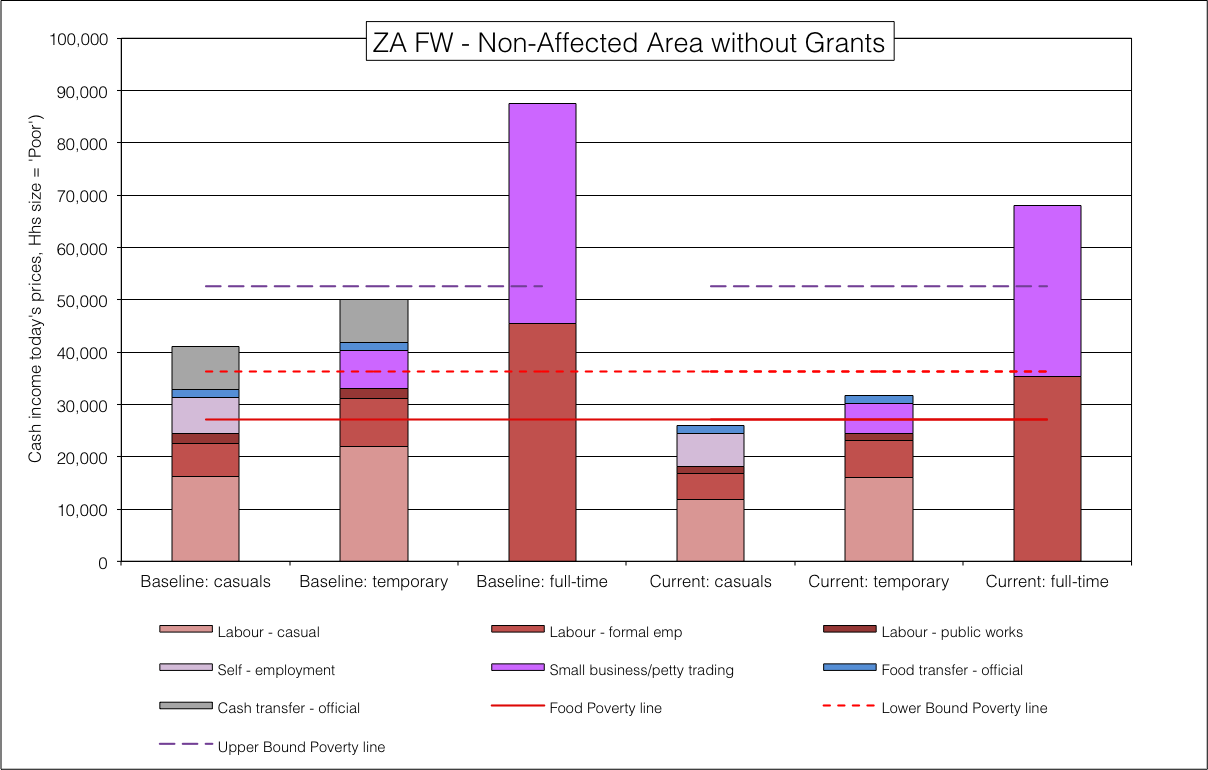 ZA FW - Non-Affected Area without Grants
Cash income today's prices, Hhs size = 'Poor')
100,000
90,000
80,000
70,000
60,000
50,000
40,000
30,000
20,000
10,000
0
Baseline: casuals
Baseline: temporary
Baseline: full-time
Current: casuals
Current: temporary
Current: full-time
Labour - casual
Labour - formal emp
Labour - public works
Self - employment
Small business/petty trading
Food transfer - official
Cash transfer - official
Food Poverty line
Lower Bound Poverty line
Upper Bound Poverty line